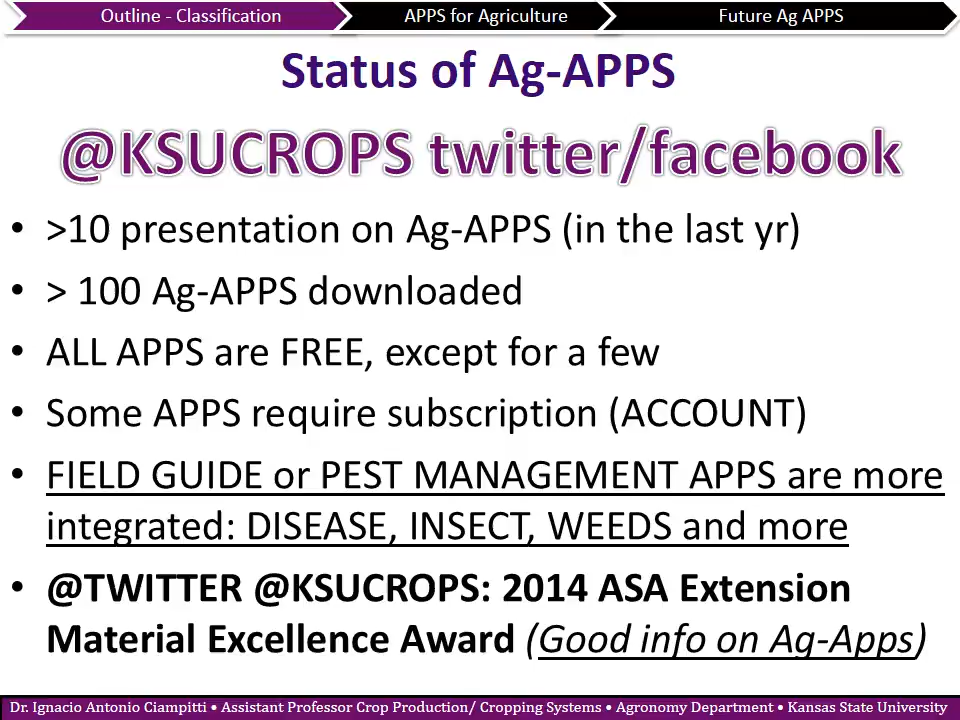 Outline - Classification
APPS for Agriculture
Future Ag APPS
Status of Ag-APPS
@KSUCROPS twitter/facebook
• >10 presentation on Ag-APPS (in the last yr)
• > 100 Ag-APPS downloaded
• ALL APPS are FREE, except for a few
• Some APPS require subscription (ACCOUNT)
• FIELD GUIDE or PEST MANAGEMENT APPS are more
integrated: DISEASE, INSECT, WEEDS and more
• @TWITTER @KSUCROPS: 2014 ASA Extension
Material Excellence Award (Good info on Ag-Apps)
Dr. Ignacio Antonio Ciampitti • Assistant Professor Crop Production/ Cropping Systems • Agronomy Department • Kansas State University